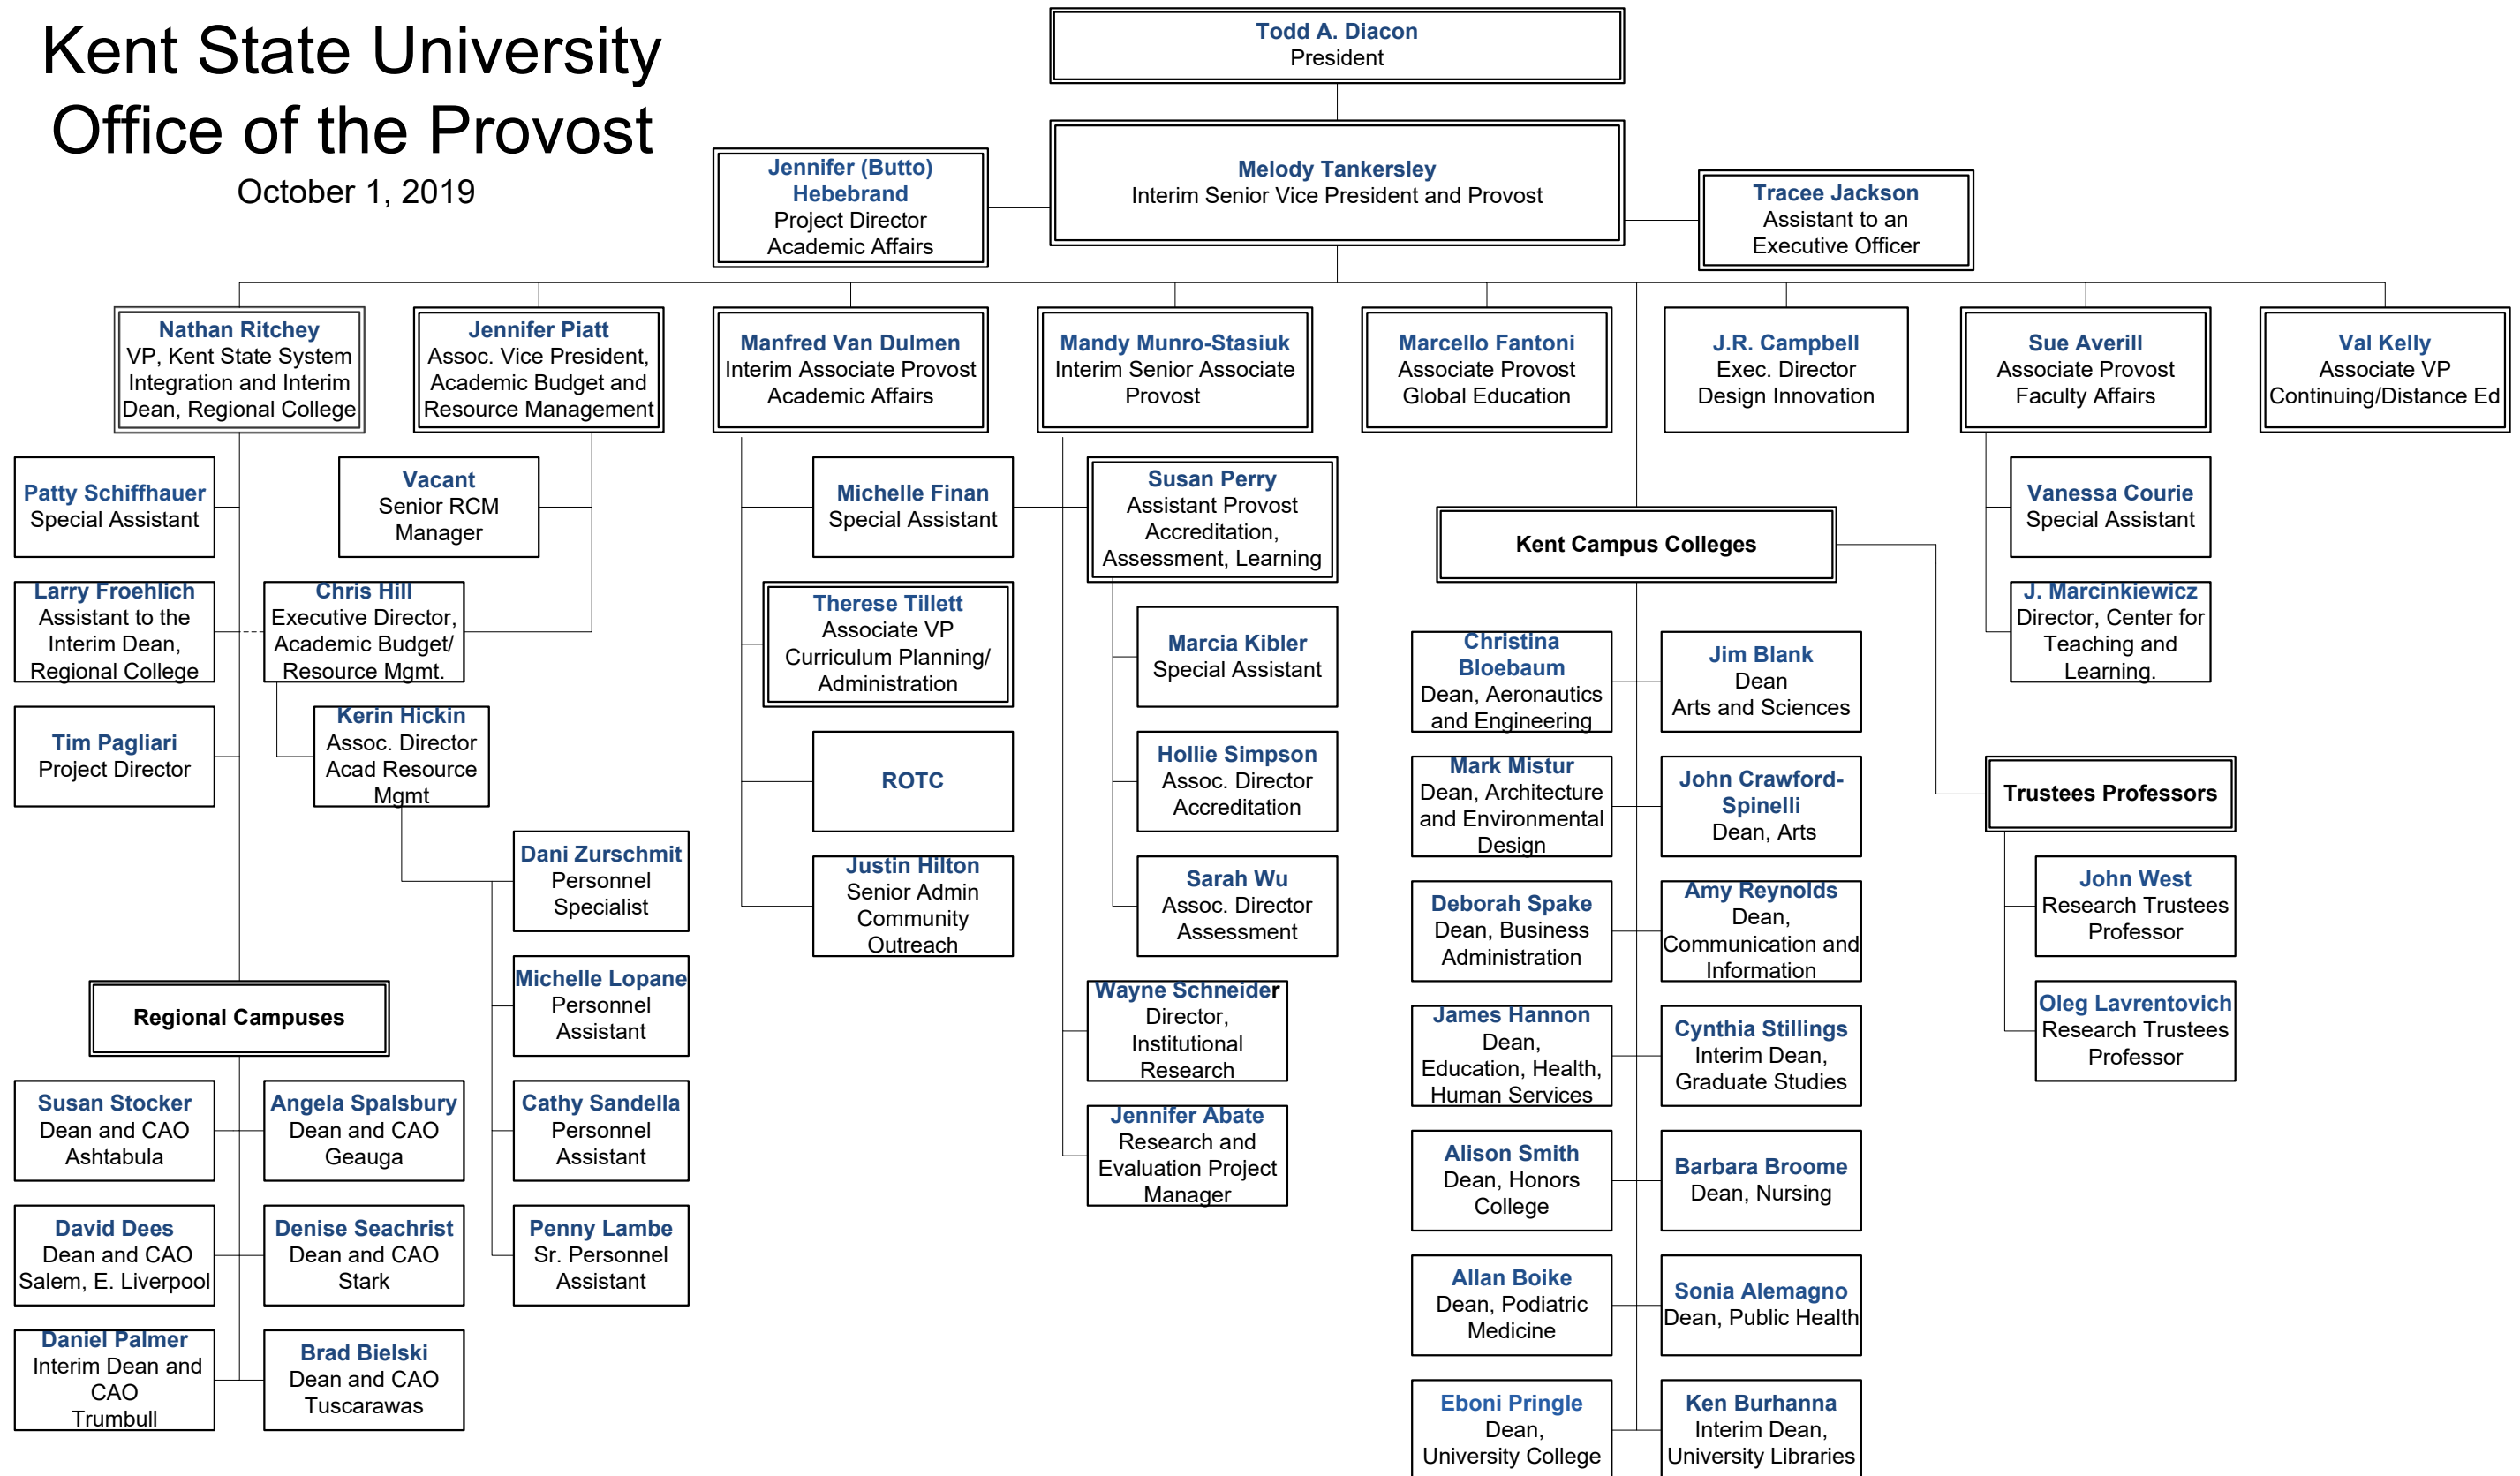 Kent State University
Office of the Provost
October 1, 2019
Todd A. Diacon
President
Melody Tankersley
Interim Senior Vice President and Provost
Jennifer (Butto)
Hebebrand
Project Director
Academic Affairs
Tracee Jackson
Assistant to an
Executive Officer
Nathan Ritchey
VP, Kent State System
Integration and Interim
Dean, Regional College
Jennifer Piatt
Assoc. Vice President,
Academic Budget and
Resource Management
Manfred Van Dulmen
Interim Associate Provost
Academic Affairs
Mandy Munro-Stasiuk
Interim Senior Associate
Provost
Marcello Fantoni
Associate Provost
Global Education
J.R. Campbell
Exec. Director
Design Innovation
Sue Averill
Associate Provost
Faculty Affairs
Val Kelly
Associate VP
Continuing/Distance Ed
Patty Schiffhauer
Special Assistant
Larry Froehlich
Assistant to the
Interim Dean,
Regional College
Tim Pagliari
Project Director
Vacant
Senior RCM
Manager
Chris Hill
Executive Director,
Academic Budget/
Resource Mgmt.
Kerin Hickin
Assoc. Director
Acad Resource
Mgmt
Dani Zurschmit
Personnel
Specialist
Michelle Lopane
Personnel
Assistant
Cathy Sandella
Personnel
Assistant
Penny Lambe
Sr. Personnel
Assistant
Regional Campuses
Susan Stocker
Dean and CAO
Ashtabula
Angela Spalsbury
Dean and CAO
Geauga
David Dees
Dean and CAO
Salem, E. Liverpool
Denise Seachrist
Dean and CAO
Stark
Daniel Palmer
Interim Dean and
CAO
Trumbull
Brad Bielski
Dean and CAO
Tuscarawas
Michelle Finan
Special Assistant
Therese Tillett
Associate VP
Curriculum Planning/
Administration
ROTC
Justin Hilton
Senior Admin
Community
Outreach
Susan Perry
Assistant Provost
Accreditation,
Assessment, Learning
Marcia Kibler
Special Assistant
Hollie Simpson
Assoc. Director
Accreditation
Sarah Wu
Assoc. Director
Assessment
Wayne Schneider
Director,
Institutional
Research
Jennifer Abate
Research and
Evaluation Project
Manager
Kent Campus Colleges
Christina
Bloebaum
Dean, Aeronautics
and Engineering
Jim Blank
Dean
Arts and Sciences
Mark Mistur
Dean, Architecture
and Environmental
Design
John Crawford-
Spinelli
Dean, Arts
Deborah Spake
Dean, Business
Administration
Amy Reynolds
Dean,
Communication and
Information
James Hannon
Dean,
Education, Health,
Human Services
Cynthia Stillings
Interim Dean,
Graduate Studies
Alison Smith
Dean, Honors
College
Barbara Broome
Dean, Nursing
Allan Boike
Dean, Podiatric
Medicine
Sonia Alemagno
Dean, Public Health
Eboni Pringle
Dean,
University College
Ken Burhanna
Interim Dean,
University Libraries
Vanessa Courie
Special Assistant
J. Marcinkiewicz
Director, Center for
Teaching and
Learning.
Trustees Professors
John West
Research Trustees
Professor
Oleg Lavrentovich
Research Trustees
Professor